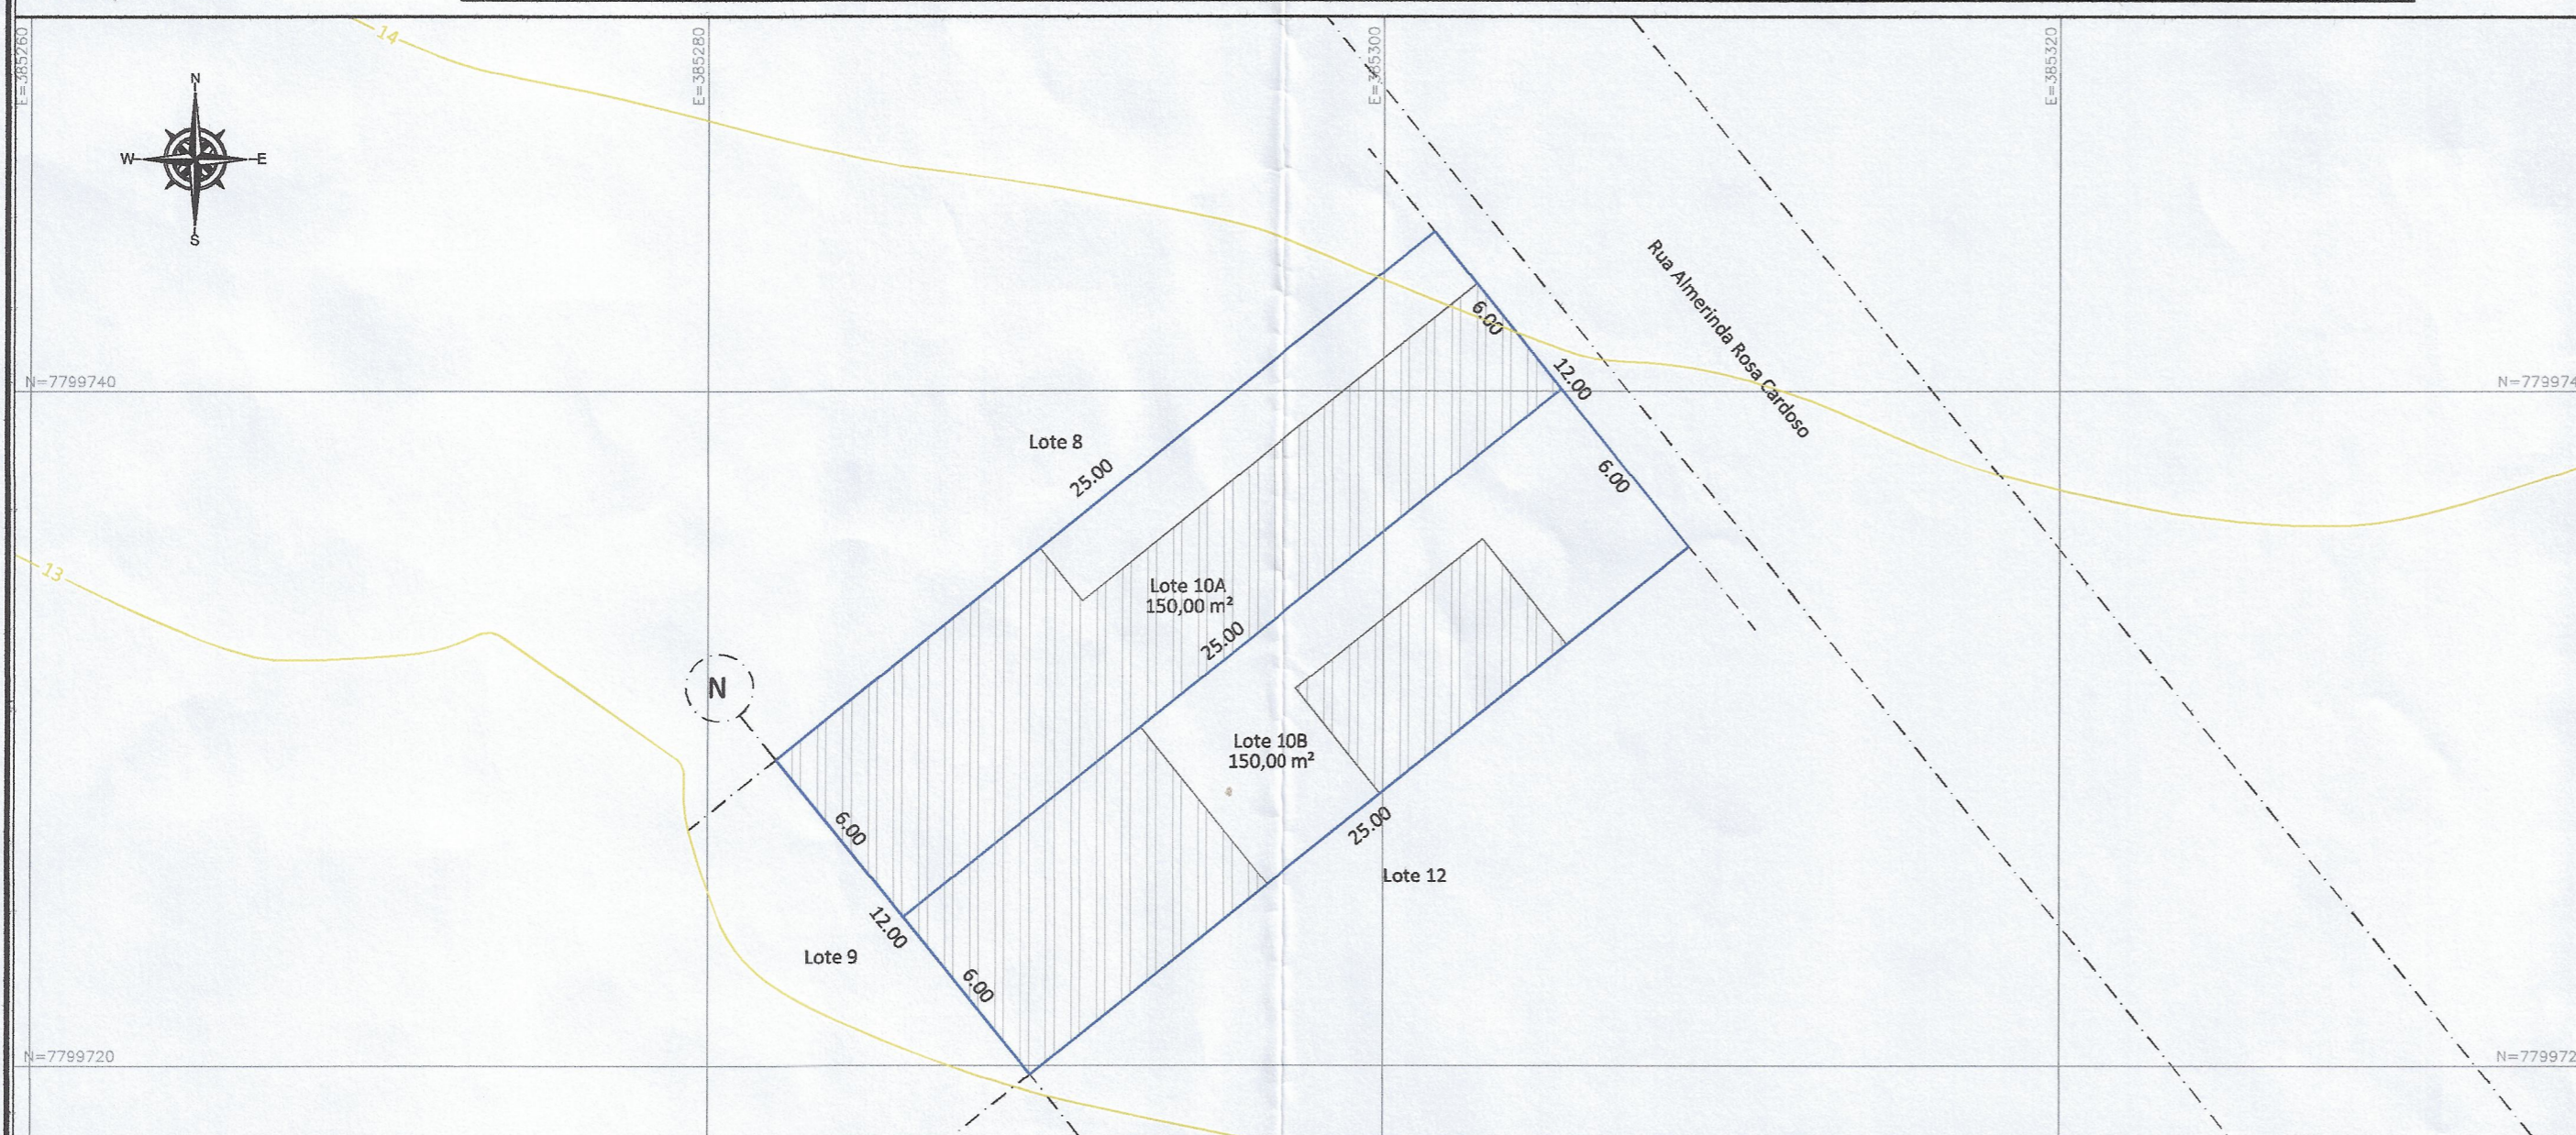 E=385260
E=385280
E=385300
E=385320
14
N
W
E
S
Rua Almerinda Rosa Cardoso
6.00
12.00
N=7799740
N=779974
Lote 8
25.00
6.00
13
Lote 10A
150,00 m²
25.00
N
Lote 10B
150,00 m²
6.00
25.00
Lote 12
12.00
Lote 9
6.00
N=7799720
N=779972